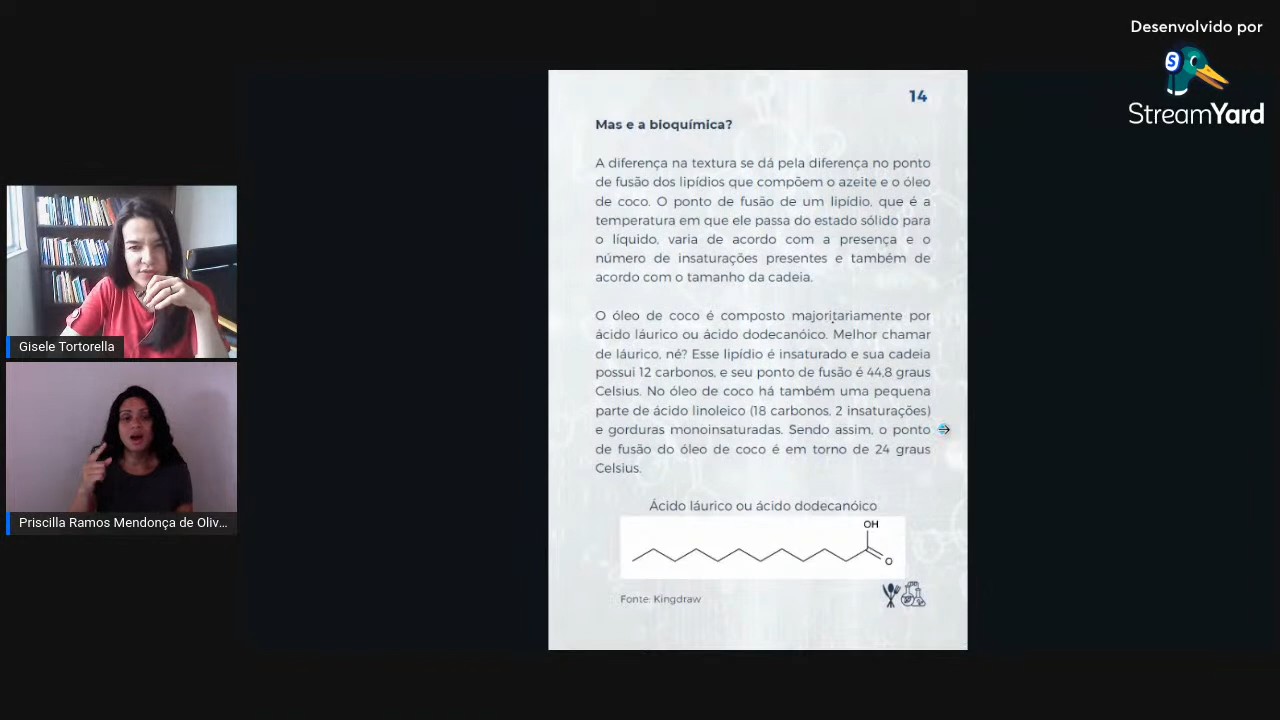 Desenvolvido por
StreamYard
14
Mas e a bioquímica?
A diferença na textura se dá pela diferença no ponto
de fusão dos lipídios que compõem o azeite e o óleo
de coco. O ponto de fusão de um lipídio, que é a
temperatura em que ele passa do estado sólido para
o líquido, varia de acordo com a presença e o
número de insaturações presentes e também de
acordo com o tamanho da cadeia.
O óleo de coco é composto majoritariamente por
ácido láurico ou ácido dodecanóico. Melhor chamar
de láurico, né? Esse lipídio é insaturado e sua cadeia
possui 12 carbonos, e seu ponto de fusão é 44,8 graus
Celsius. No óleo de coco há também uma pequena
parte de ácido linoleico (18 carbonos, 2 insaturações)
e gorduras monoinsaturadas. Sendo assim, o ponto
de fusão do óleo de coco é em torno de 24 graus
Celsius.
Ácido láurico ou ácido dodecanóico
OH
O
Fonte: Kingdraw
Gisele Tortorella
Priscilla Ramos Mendonça de Oliv...